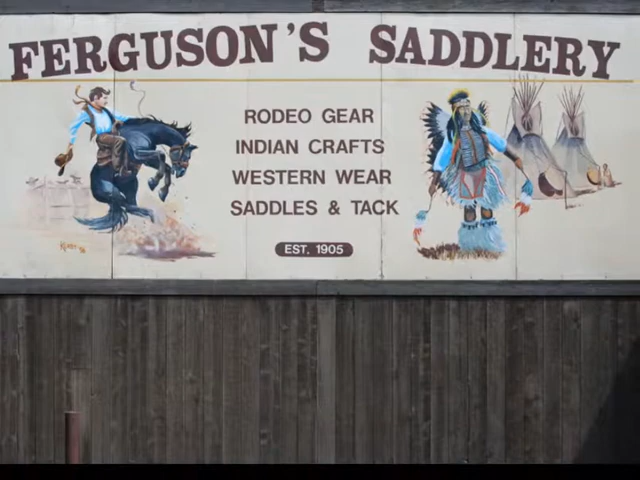 FERGUSON'S SADDLERY
RODEO GEAR
INDIAN CRAFTS
WESTERN WEAR
SADDLES & TACK
EST. 1905